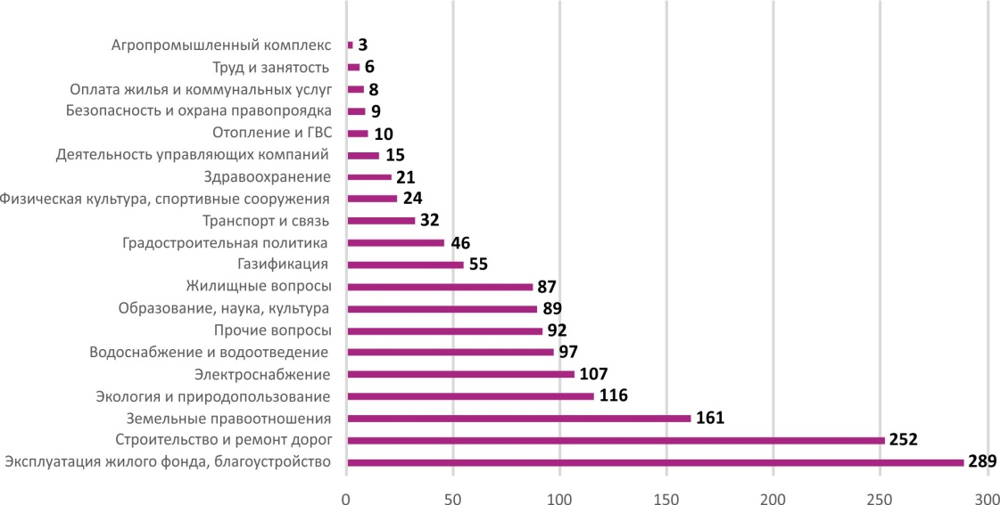 Агропромышленный комплекс 3
Труд и занятость 6
Оплата жилья и коммунальных услуг 8
Безопасность и охрана правопроядка 9
Отопление и ГВС 10
Деятельность управляющих компаний 15
Здравоохранение 21
Физическая культура, спортивные сооружения 24
Транспорт и связь 32
Градостроительная политика 46
Газификация 55
Жилищные вопросы 87
Образование, наука, культура 89
Прочие вопросы 92
Водоснабжение и водоотведение 97
Электроснабжение 107
Экология и природопользование 116
Земельные правоотношения 161
Строительство и ремонт дорог 252
Эксплуатация жилого фонда, благоустройство 289
0 50 100 150 200 250 300